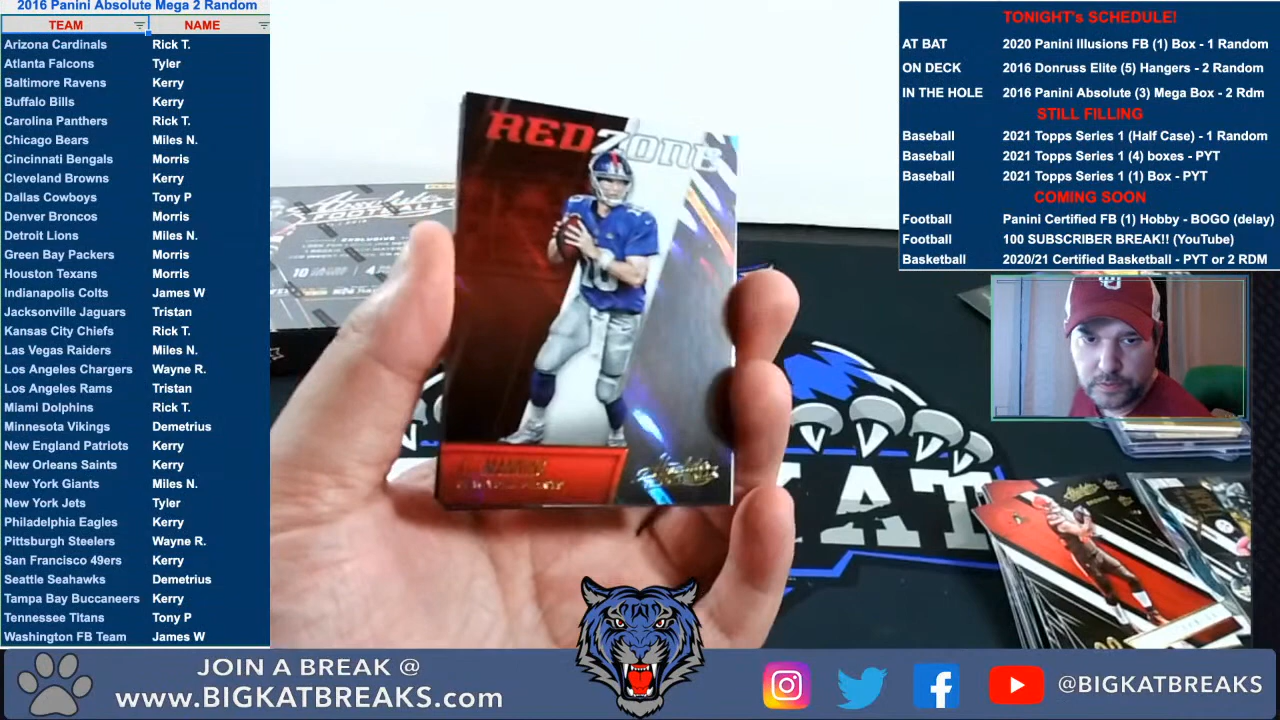 2016 Panini Absolute Mega 2 Random
TEAM NAME
Arizona Cardinals Rick T.
Atlanta Falcons Tyler
Baltimore Ravens Kerry
Buffalo Bills Kerry
Carolina Panthers Rick T.
Chicago Bears Miles N.
Cincinnati Bengals Morris
Cleveland Browns Kerry
Dallas Cowboys Tony P
Denver Broncos Morris
Detroit Lions Miles N.
Green Bay Packers Morris
Houston Texans Morris
Indianapolis Colts James W
Jacksonville Jaguars Tristan
Kansas City Chiefs Rick T.
Las Vegas Raiders Miles N.
Los Angeles Chargers Wayne R.
Los Angeles Rams Tristan
Miami Dolphins Rick T.
Minnesota Vikings Demetrius
New England Patriots Kerry
New Orleans Saints Kerry
New York Giants Miles N.
New York Jets Tyler
Philadelphia Eagles Kerry
Pittsburgh Steelers Wayne R.
San Francisco 49ers Kerry
Seattle Seahawks Demetrius
Tampa Bay Buccaneers Kerry
Tennessee Titans Tony P
Washington FB Team James W
REDZONE
10
MANNING
Absolute
Absolute
FOOTBALL
EXCLUSIVE
10
4
KAT
TONIGHT's SCHEDULE!
AT BAT 2020 Panini Illusions FB (1) Box - 1 Random
ON DECK 2016 Donruss Elite (5) Hangers - 2 Random
IN THE HOLE 2016 Panini Absolute (3) Mega Box - 2 Rdm
STILL FILLING
Baseball 2021 Topps Series 1 (Half Case) - 1 Random
Baseball 2021 Topps Series 1 (4) boxes - PYT
Baseball 2021 Topps Series 1 (1) Box - PYT
COMING SOON
Football Panini Certified FB (1) Hobby - BOGO (delay)
Football 100 SUBSCRIBER BREAK!! (YouTube)
Basketball 2020/21 Certified Basketball - PYT or 2 RDM
JOIN A BREAK @
www.BIGKATBREAKS.com
@BIGKATBREAKS